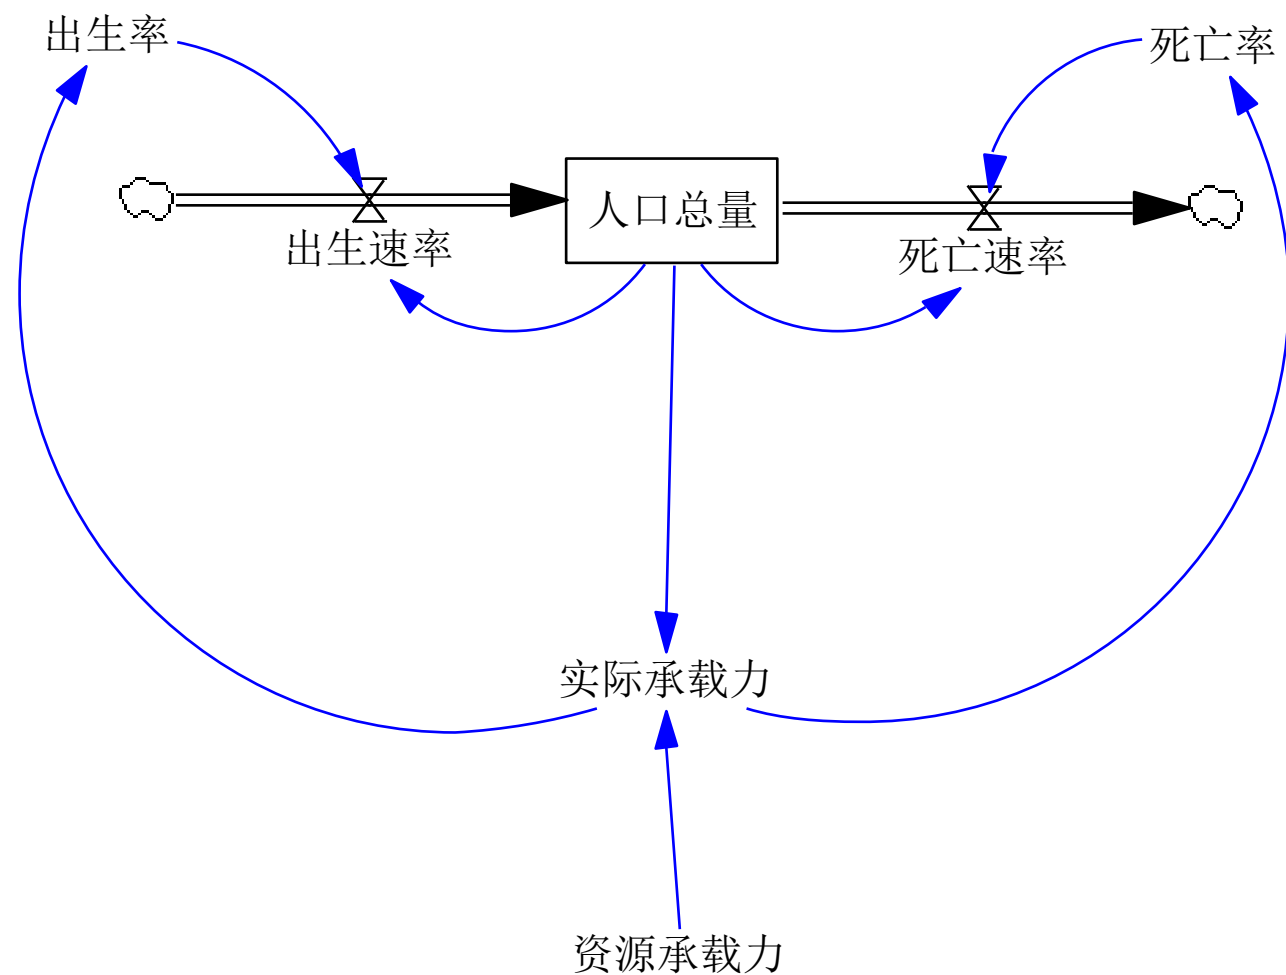 出生率
死亡率
人口总量
出生速率
死亡速率
实际承载力
资源承载力